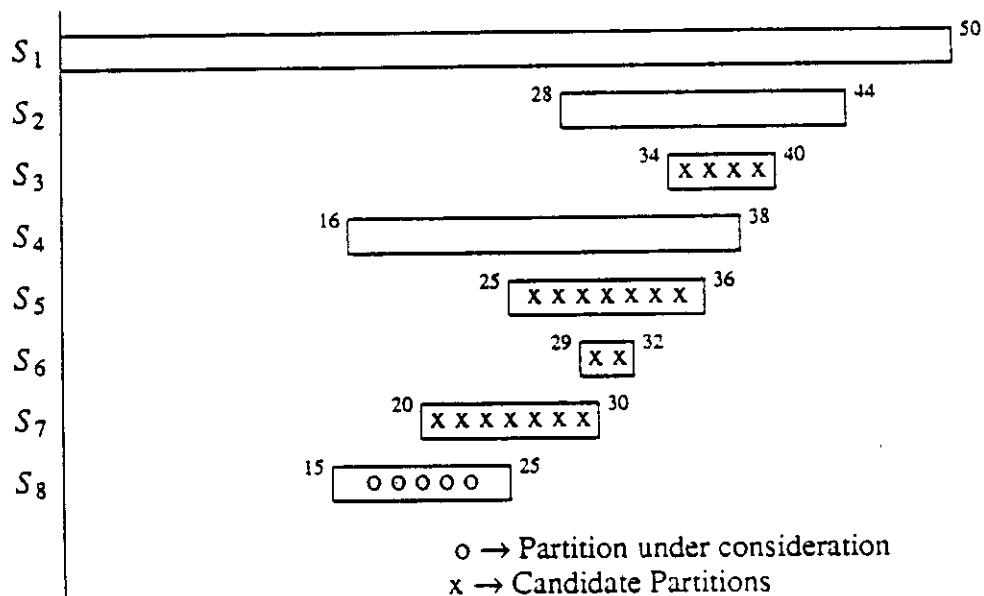 S1 50
S2 28 44
S3 34 x x x x 40
S4 16 38
S5 25 x x x x x x x 36
S6 29 x x 32
S7 20 x x x x x x x 30
S8 15 o o o o o 25
o → Partition under consideration
x → Candidate Partitions